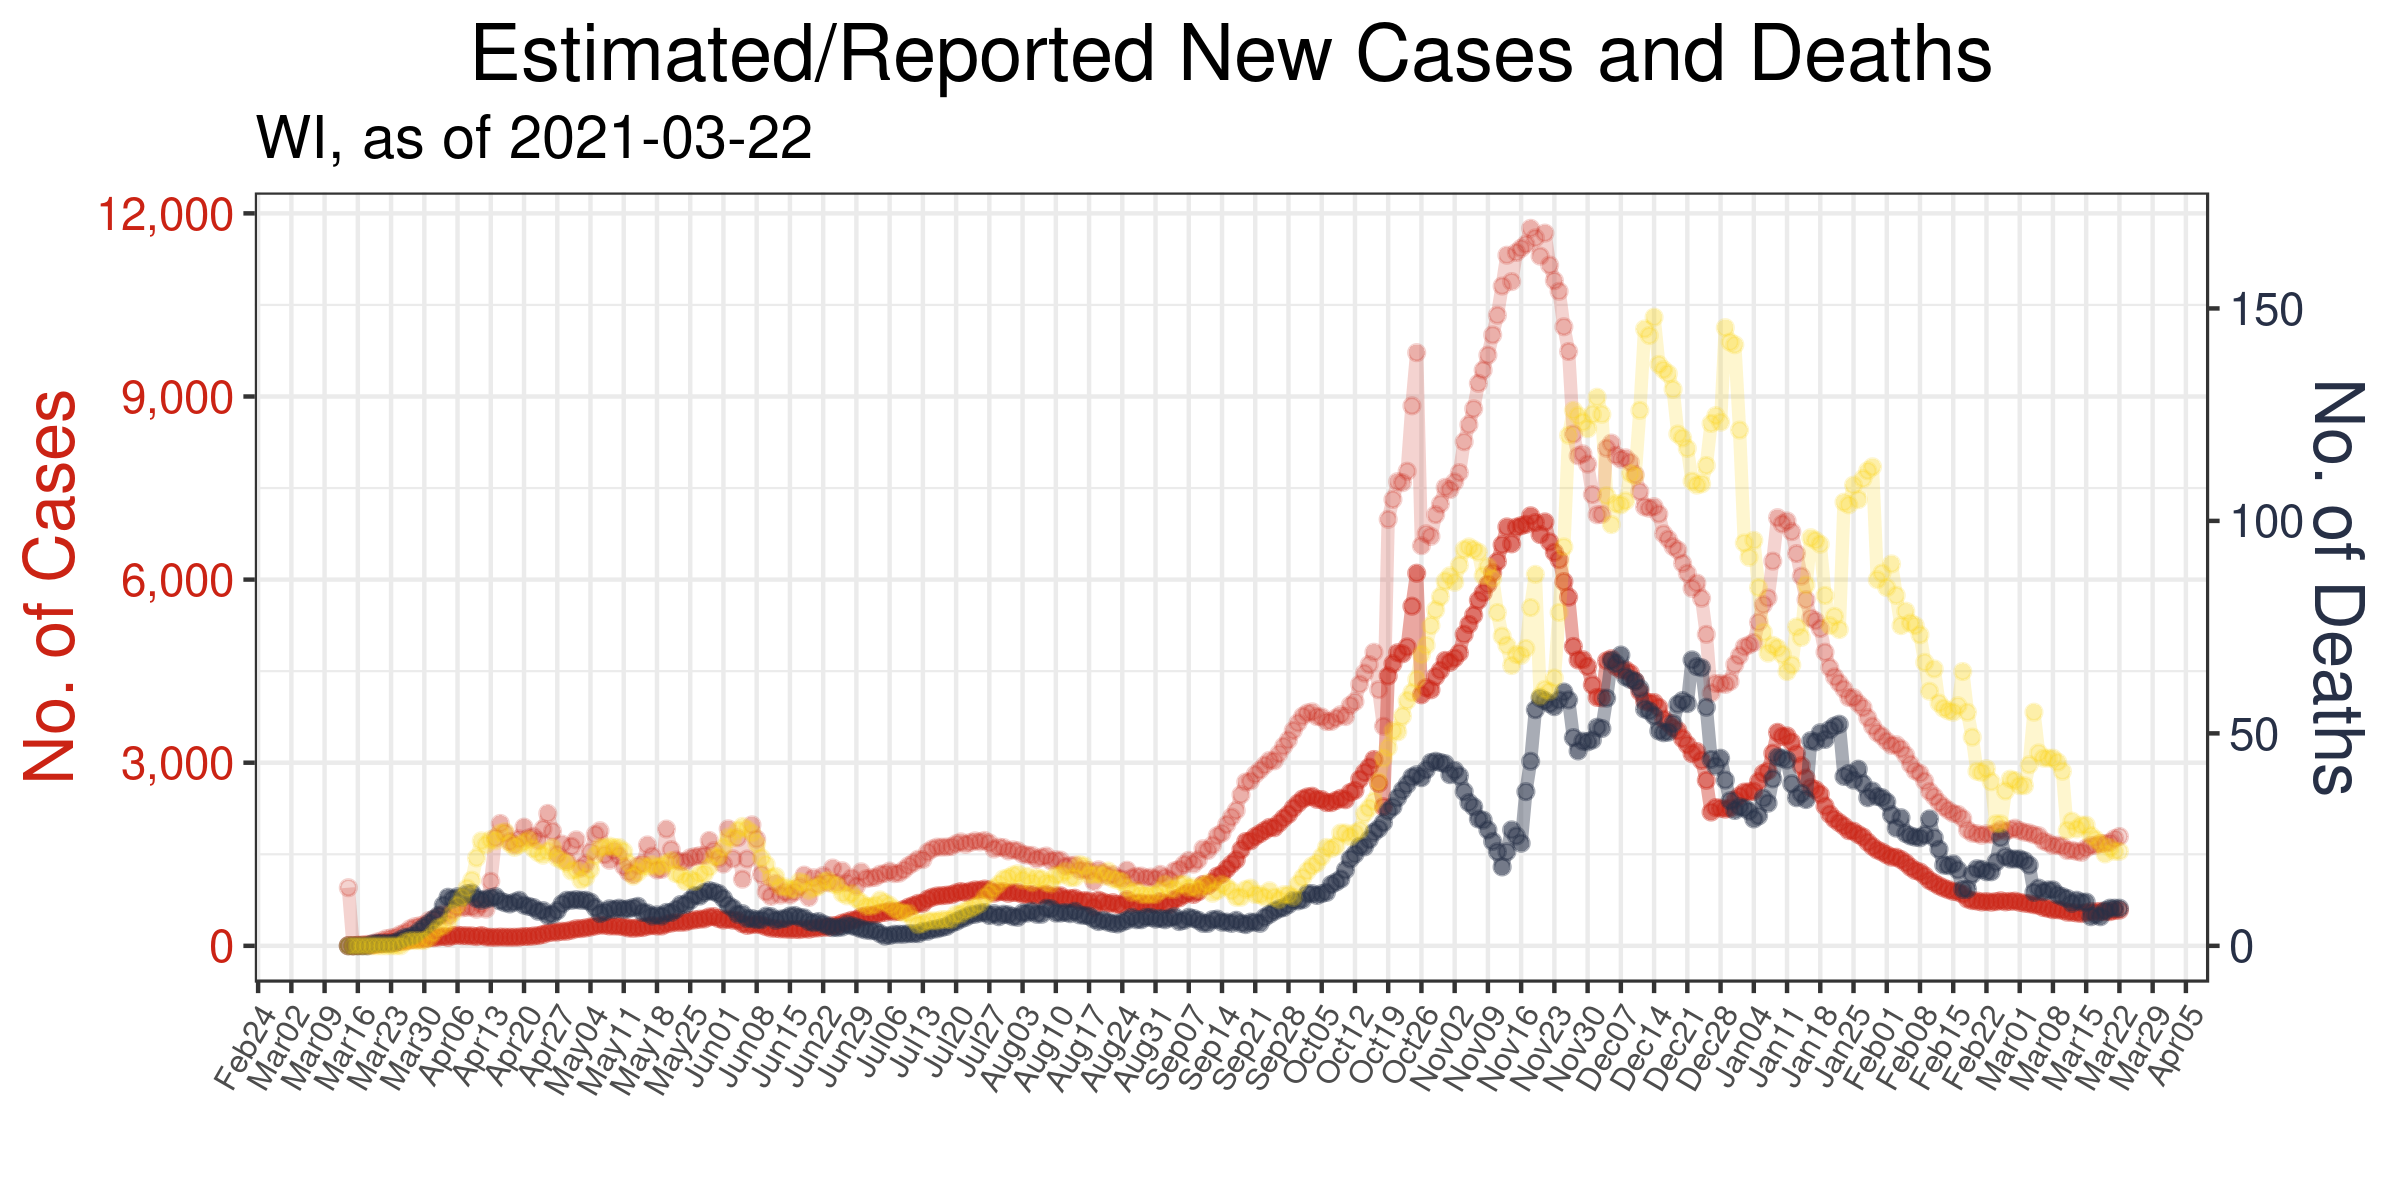 Estimated/Reported New Cases and Deaths
WI, as of 2021-03-22
No. of Cases
12,000
9,000
6,000
3,000
0
150
100
50
0
No. of Deaths
Feb24
Mar02
Mar09
Mar16
Mar23
Mar30
Apr06
Apr13
Apr20
Apr27
May04
May11
May18
May25
Jun01
Jun08
Jun15
Jun22
Jun29
Jul06
Jul13
Jul20
Jul27
Aug03
Aug10
Aug17
Aug24
Aug31
Sep07
Sep14
Sep21
Sep28
Oct05
Oct12
Oct19
Oct26
Nov02
Nov09
Nov16
Nov23
Nov30
Dec07
Dec14
Dec21
Dec28
Jan04
Jan11
Jan18
Jan25
Feb01
Feb08
Feb15
Feb22
Mar01
Mar08
Mar15
Mar22
Mar29
Apr05